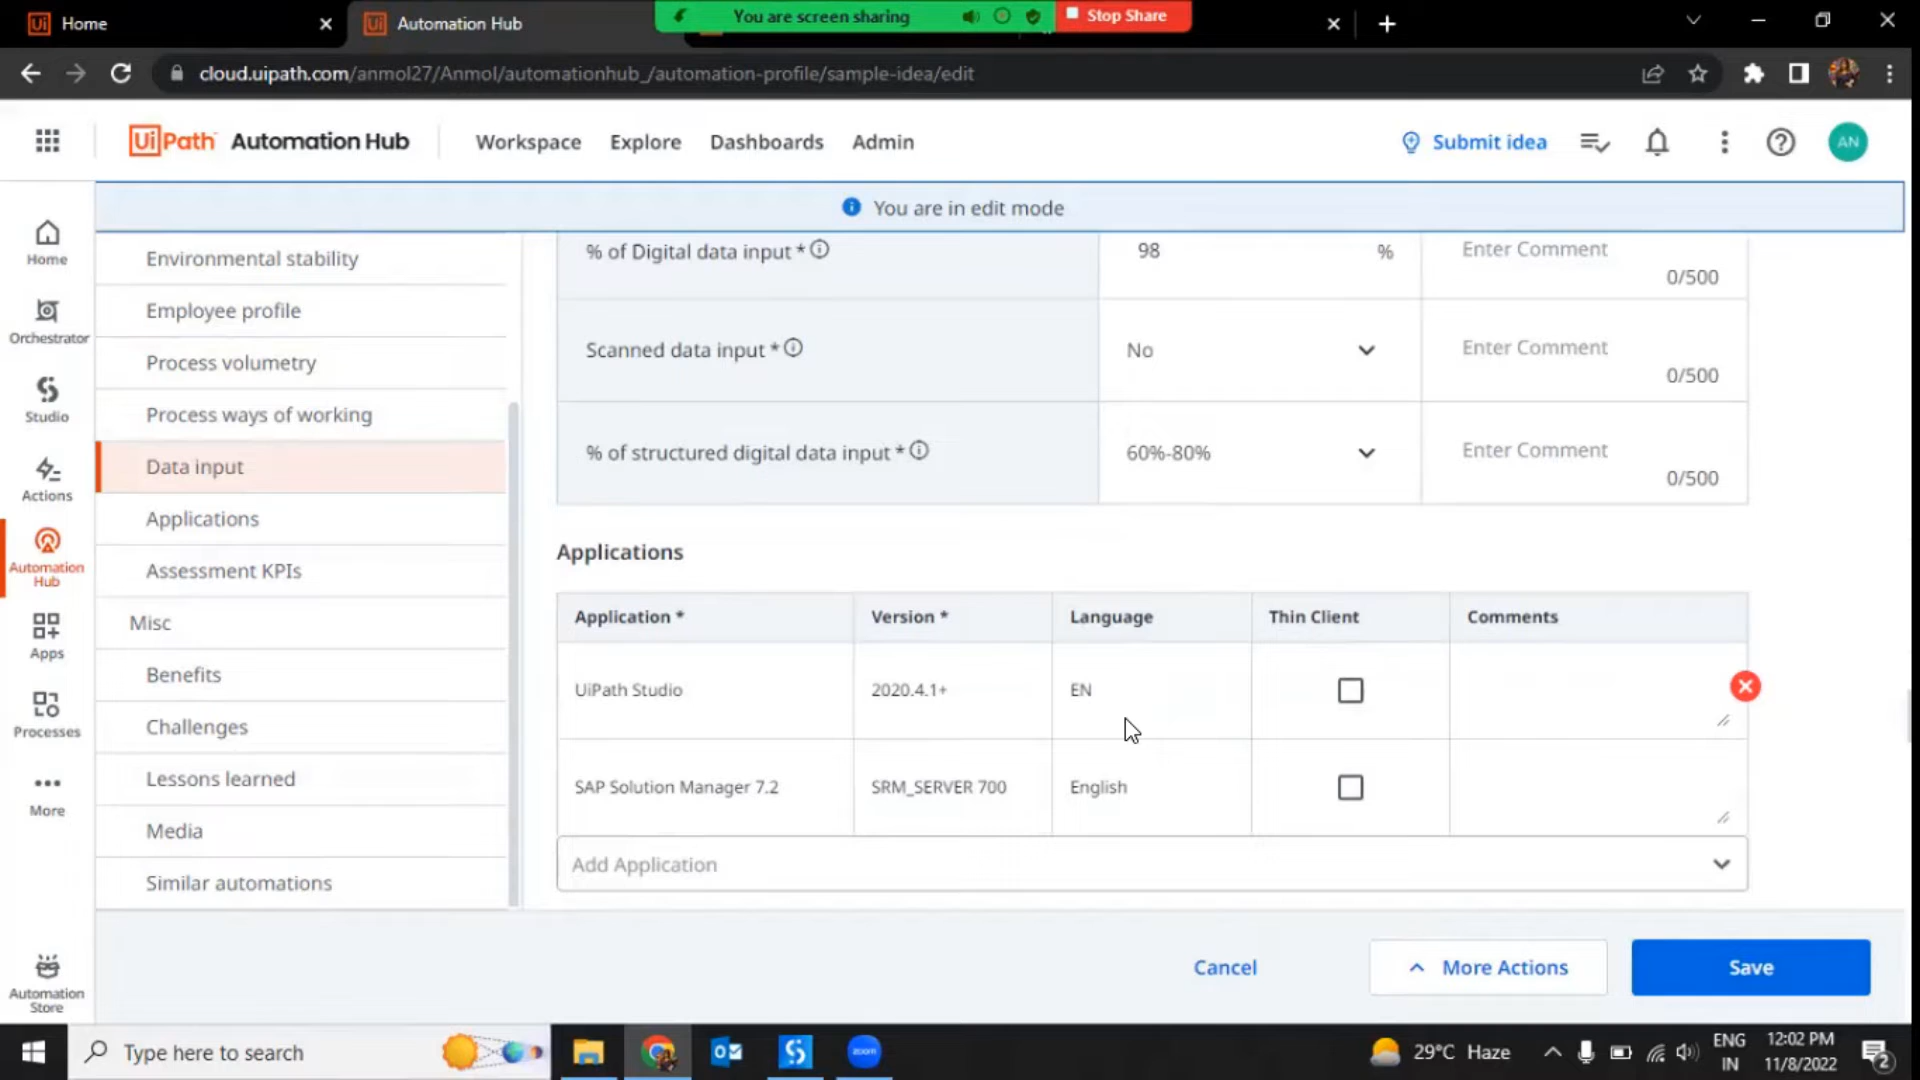 Home
Automation Hub
You are screen sharing
Stop Share
cloud.uipath.com/anmol27/Anmol/automationhub_/automation-profile/sample-idea/edit
UiPath Automation Hub
Workspace
Explore
Dashboards
Admin
Submit idea
AN
You are in edit mode
Home
Orchestrator
Studio
Actions
Automation Hub
Apps
Processes
More
Automation Store
Environmental stability
Employee profile
Process volumetry
Process ways of working
Data input
Applications
Assessment KPIs
Misc
Benefits
Challenges
Lessons learned
Media
Similar automations
% of Digital data input * 98 % Enter Comment
0/500
Scanned data input * No Enter Comment
0/500
% of structured digital data input * 60%-80% Enter Comment
0/500
Applications
Application * Version * Language Thin Client Comments
UiPath Studio 2020.4.1+ EN
SAP Solution Manager 7.2 SRM_SERVER 700 English
Add Application
Cancel
More Actions
Save
Type here to search
zoom
29°C Haze
ENG
IN
12:02 PM
11/8/2022
2